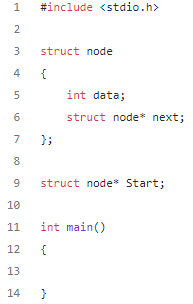 1 #include <stdio.h>
2
3 struct node
4 {
5     int data;
6     struct node* next;
7 };
8
9 struct node* Start;
10
11 int main()
12 {
13
14 }